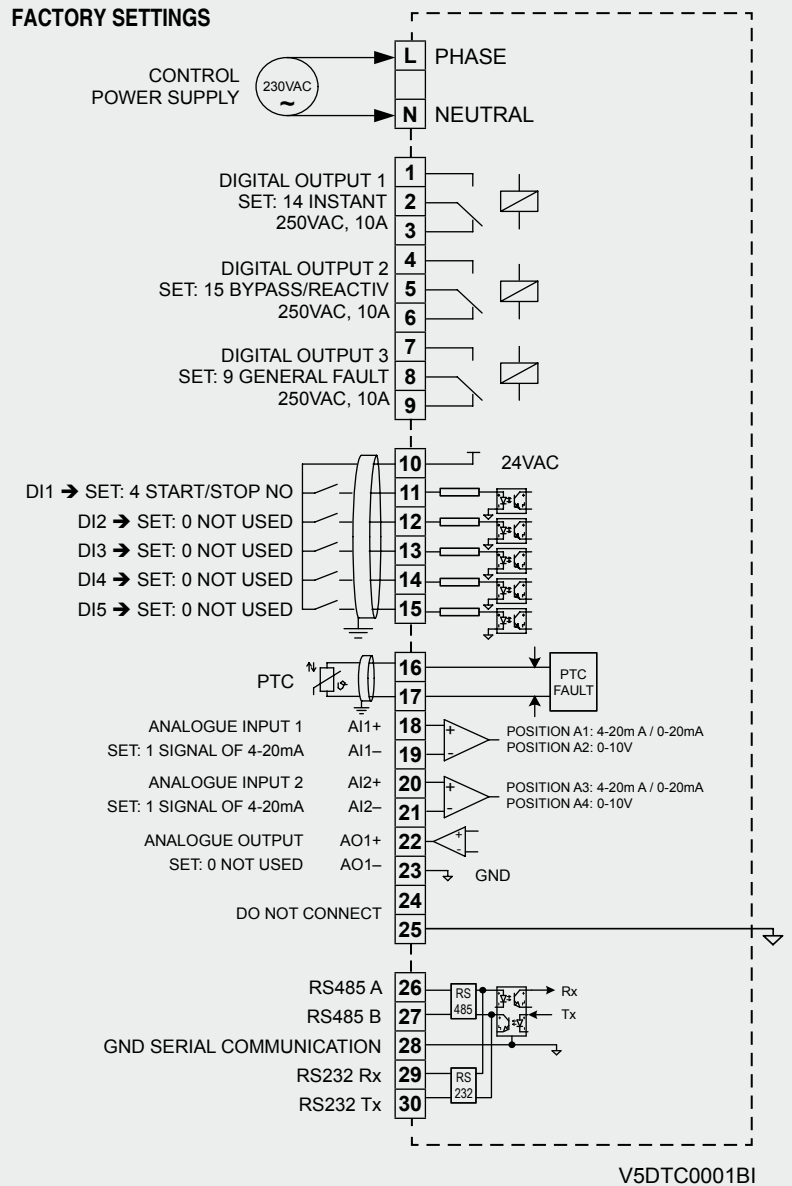 FACTORY SETTINGS
CONTROL
POWER SUPPLY
230VAC
~
L PHASE
N NEUTRAL
DIGITAL OUTPUT 1
SET: 14 INSTANT
250VAC, 10A
1
2
3
DIGITAL OUTPUT 2
SET: 15 BYPASS/REACTIV
250VAC, 10A
4
5
6
DIGITAL OUTPUT 3
SET: 9 GENERAL FAULT
250VAC, 10A
7
8
9
10 24VAC
DI1 ➔ SET: 4 START/STOP NO 11
DI2 ➔ SET: 0 NOT USED 12
DI3 ➔ SET: 0 NOT USED 13
DI4 ➔ SET: 0 NOT USED 14
DI5 ➔ SET: 0 NOT USED 15
PTC
16
17
PTC
FAULT
ANALOGUE INPUT 1 AI1+ 18
SET: 1 SIGNAL OF 4-20mA AI1– 19
+
-
POSITION A1: 4-20m A / 0-20mA
POSITION A2: 0-10V
ANALOGUE INPUT 2 AI2+ 20
SET: 1 SIGNAL OF 4-20mA AI2– 21
+
-
POSITION A3: 4-20m A / 0-20mA
POSITION A4: 0-10V
ANALOGUE OUTPUT AO1+ 22
+
-
SET: 0 NOT USED AO1– 23 GND
DO NOT CONNECT
24
25
RS485 A 26
RS485 B 27
RS
485
Rx
Tx
GND SERIAL COMMUNICATION 28
RS232 Rx 29
RS232 Tx 30
RS
232
V5DTC0001BI